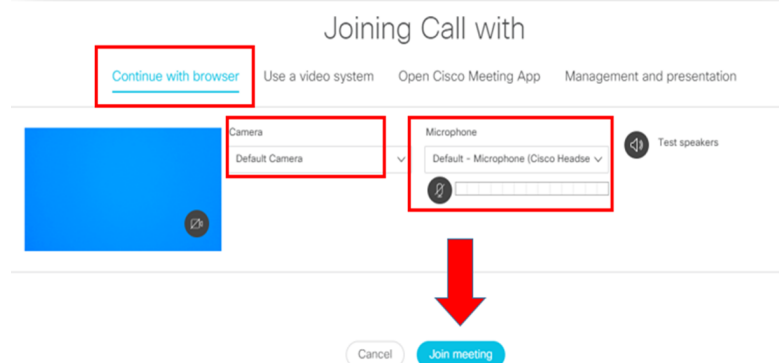 Joining Call with
Continue with browser Use a video system Open Cisco Meeting App Management and presentation
Camera Microphone
Default Camera Default - Microphone (Cisco Headse Test speakers
Cancel Join meeting